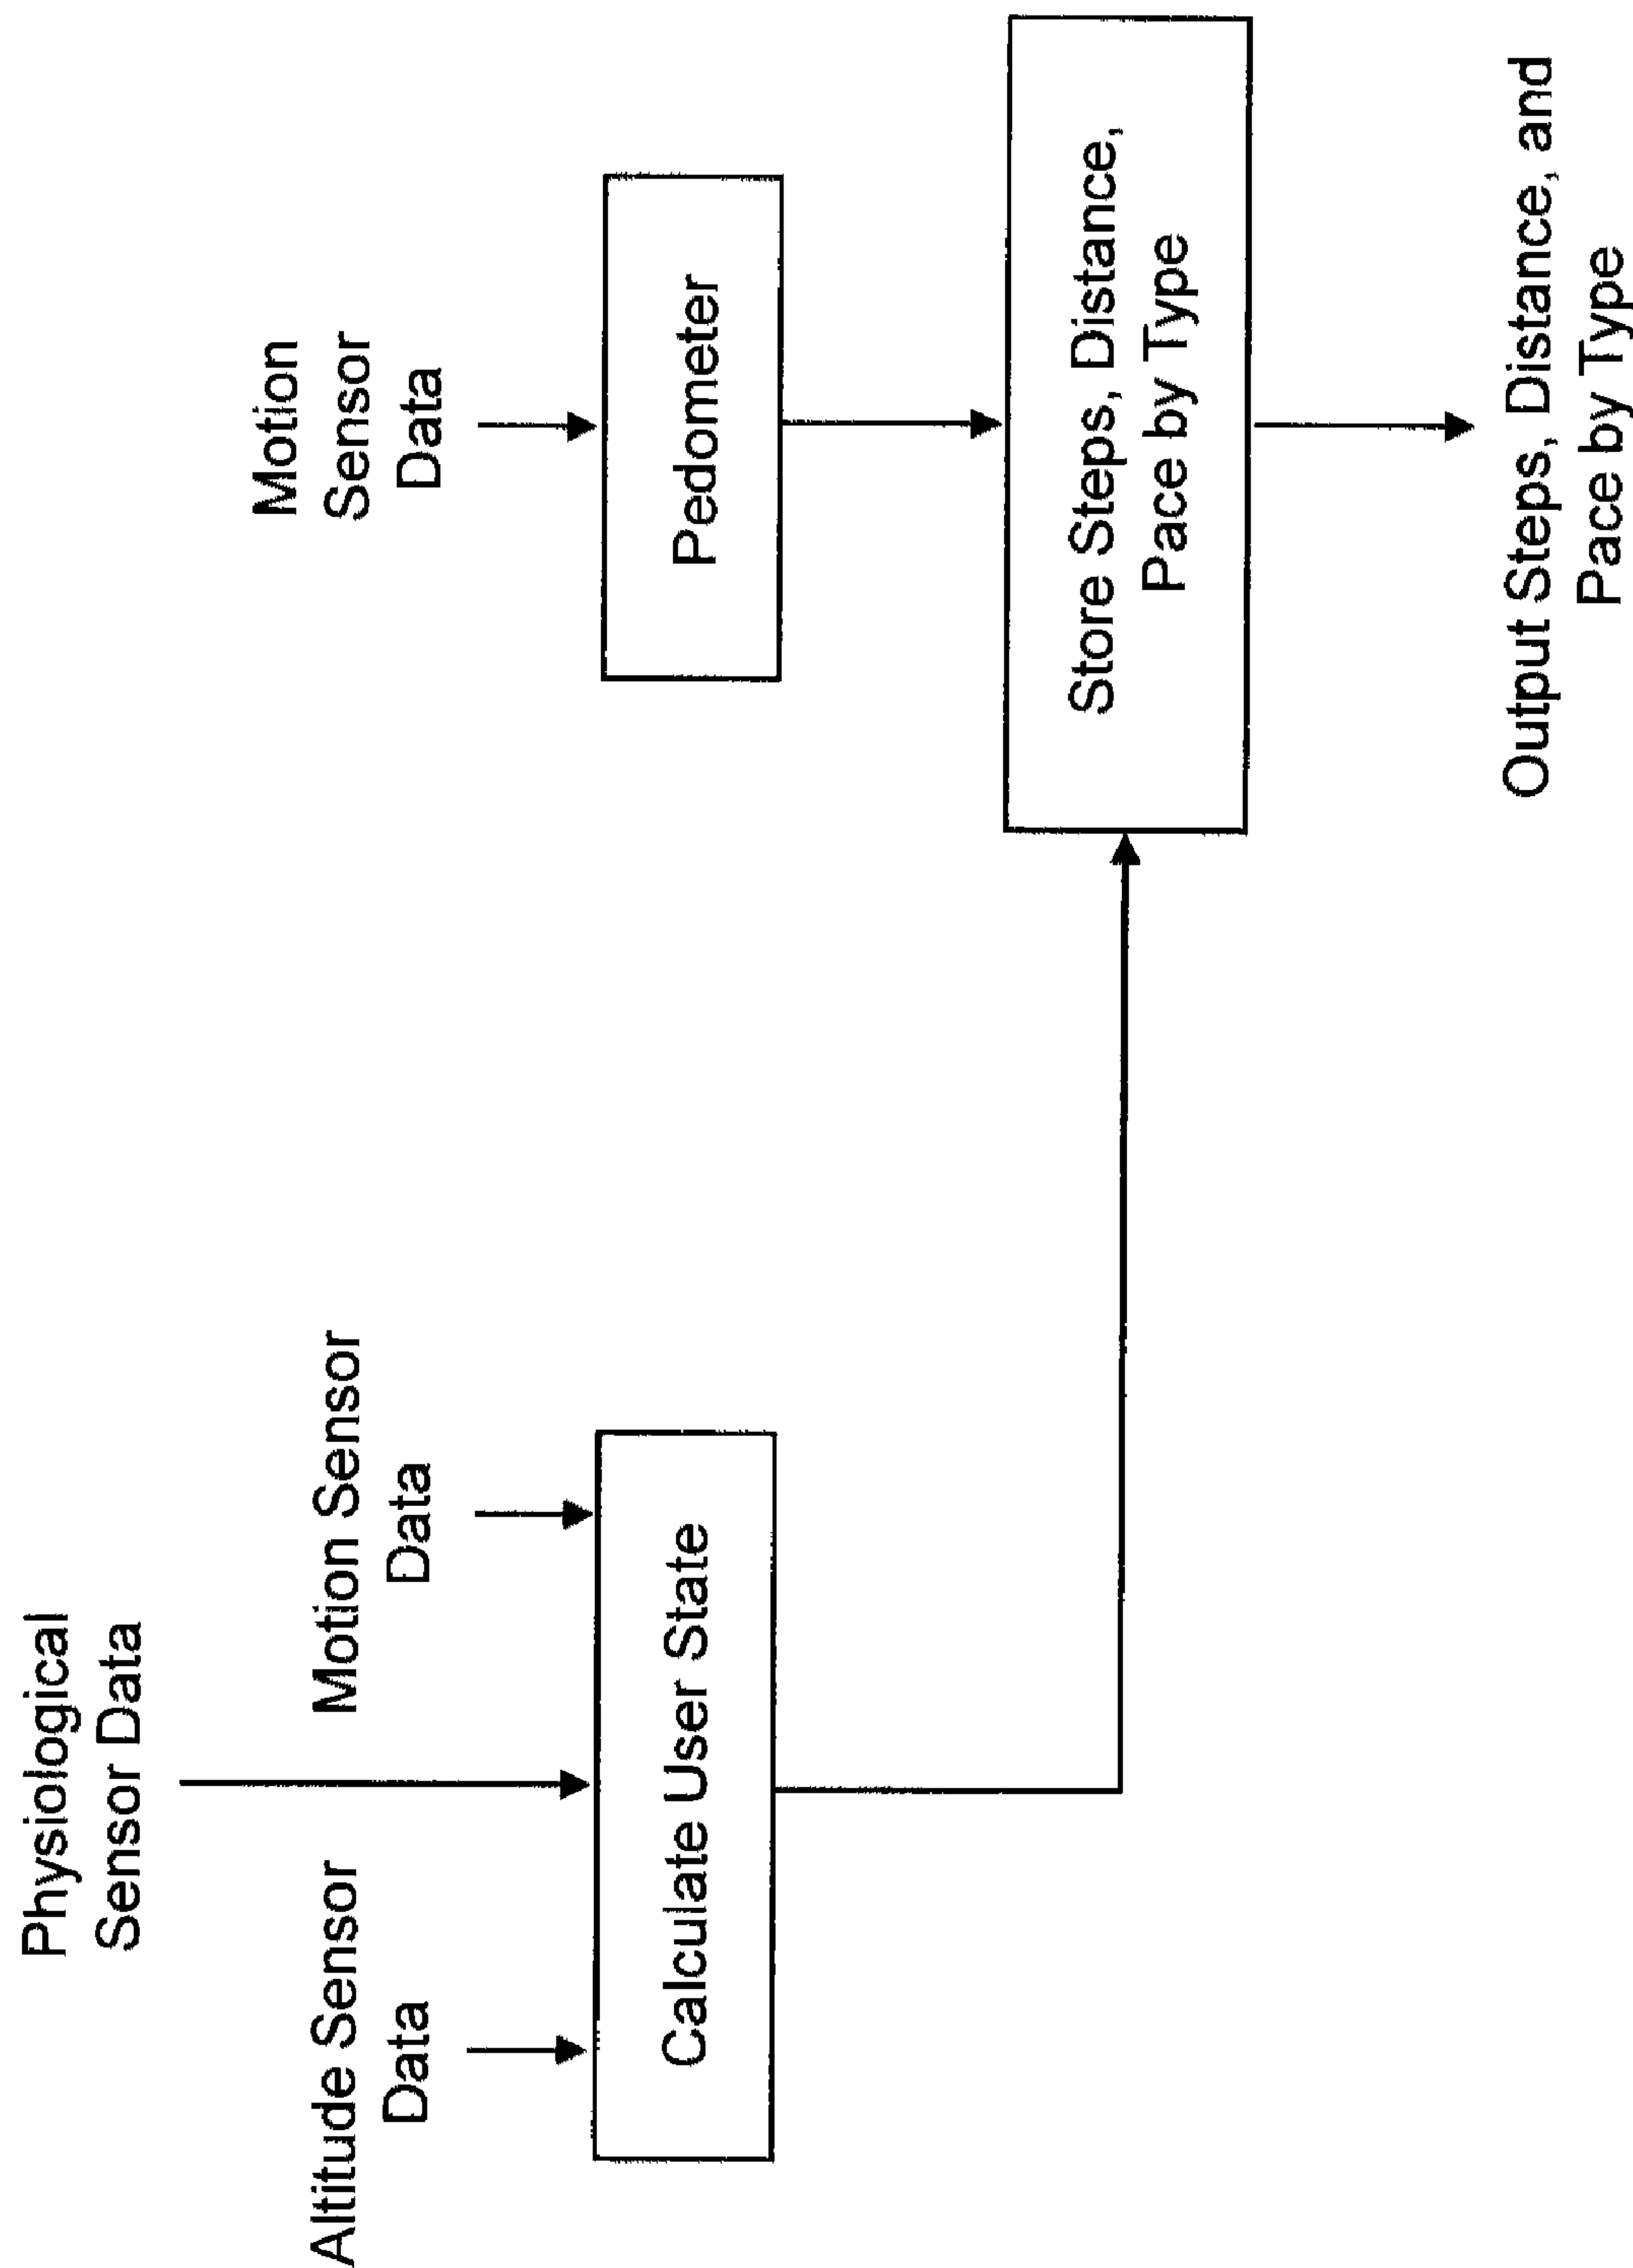 Physiological
Sensor Data
Altitude Sensor
Data
Motion Sensor
Data
Calculate User State
Motion
Sensor
Data
Pedometer
Store Steps, Distance,
Pace by Type
Output Steps, Distance, and
Pace by Type